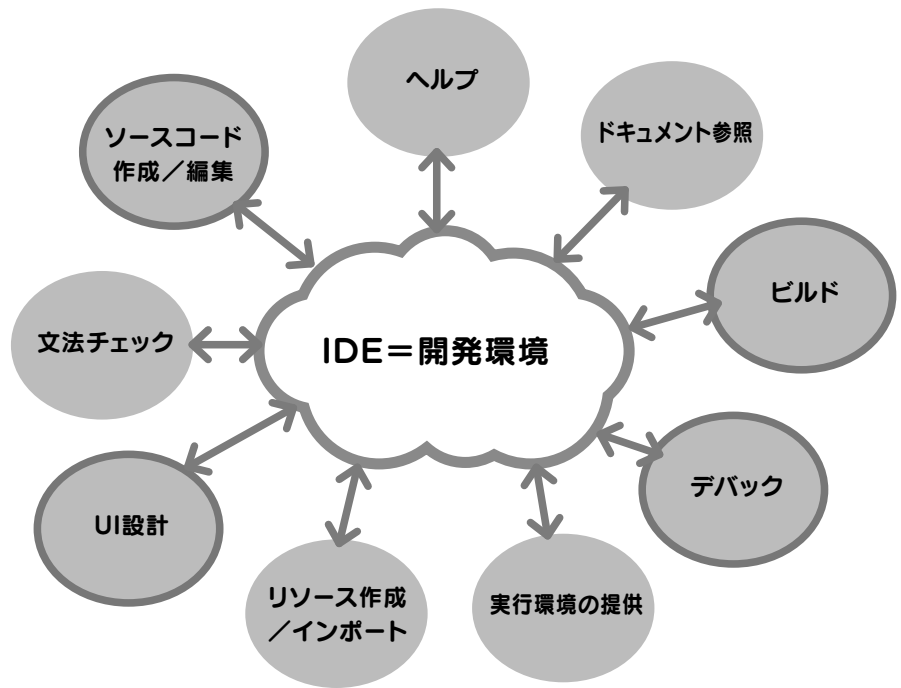 ヘルプ
ドキュメント参照
ソースコード
作成／編集
ビルド
文法チェック
IDE＝開発環境
デバック
UI設計
リソース作成
／インポート
実行環境の提供